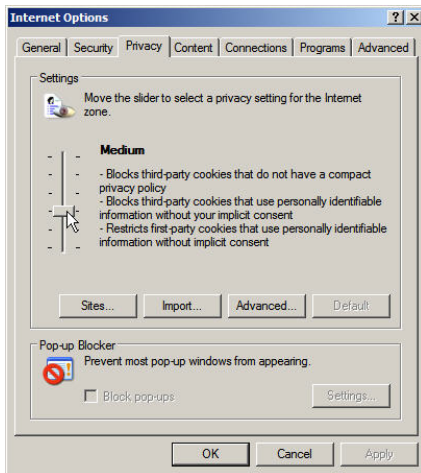 Internet Options
General Security Privacy Content Connections Programs Advanced
Settings
Move the slider to select a privacy setting for the Internet
zone.
Medium
- Blocks third-party cookies that do not have a compact
privacy policy
- Blocks third-party cookies that use personally identifiable
information without your implicit consent
- Restricts first-party cookies that use personally identifiable
information without implicit consent
Sites... Import... Advanced... Default
Pop-up Blocker
Prevent most pop-up windows from appearing.
Block pop-ups Settings...
OK Cancel Apply